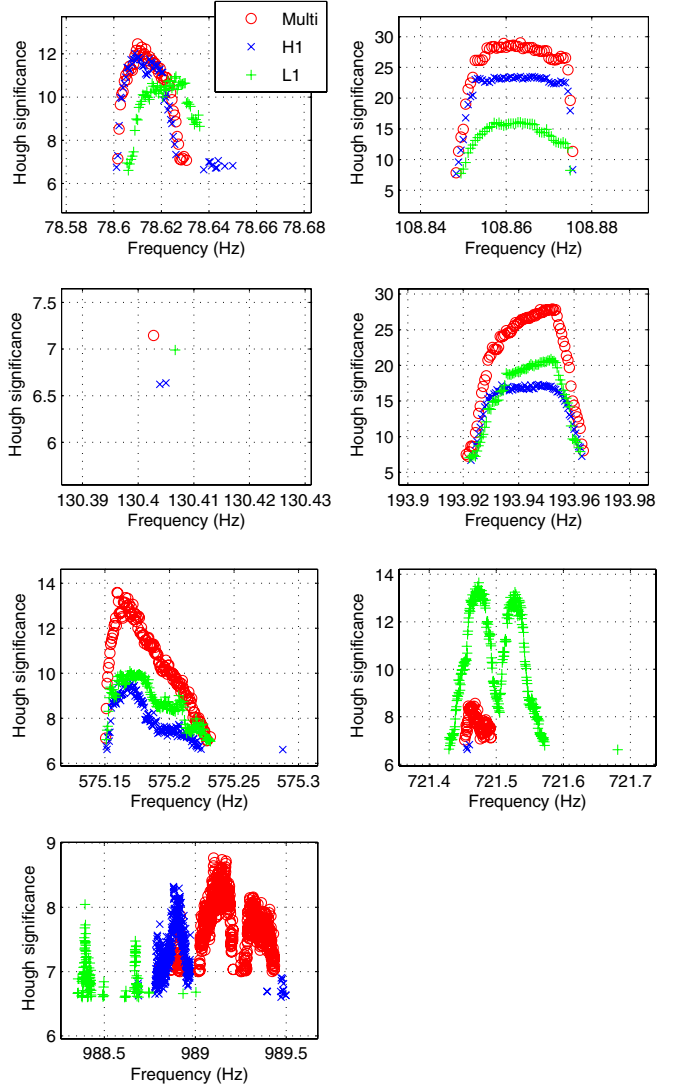 Multi
H1
L1
12
10
8
6
Hough significance
78.58 78.6 78.62 78.64 78.66 78.68
Frequency (Hz)
30
25
20
15
10
5
Hough significance
108.84 108.86 108.88
Frequency (Hz)
7.5
7
6.5
6
Hough significance
130.39 130.4 130.41 130.42 130.43
Frequency (Hz)
30
25
20
15
10
5
Hough significance
193.9 193.92 193.94 193.96 193.98
Frequency (Hz)
14
12
10
8
6
Hough significance
575.15 575.2 575.25 575.3
Frequency (Hz)
14
12
10
8
6
Hough significance
721.4 721.5 721.6 721.7
Frequency (Hz)
9
8
7
6
Hough significance
988.5 989 989.5
Frequency (Hz)